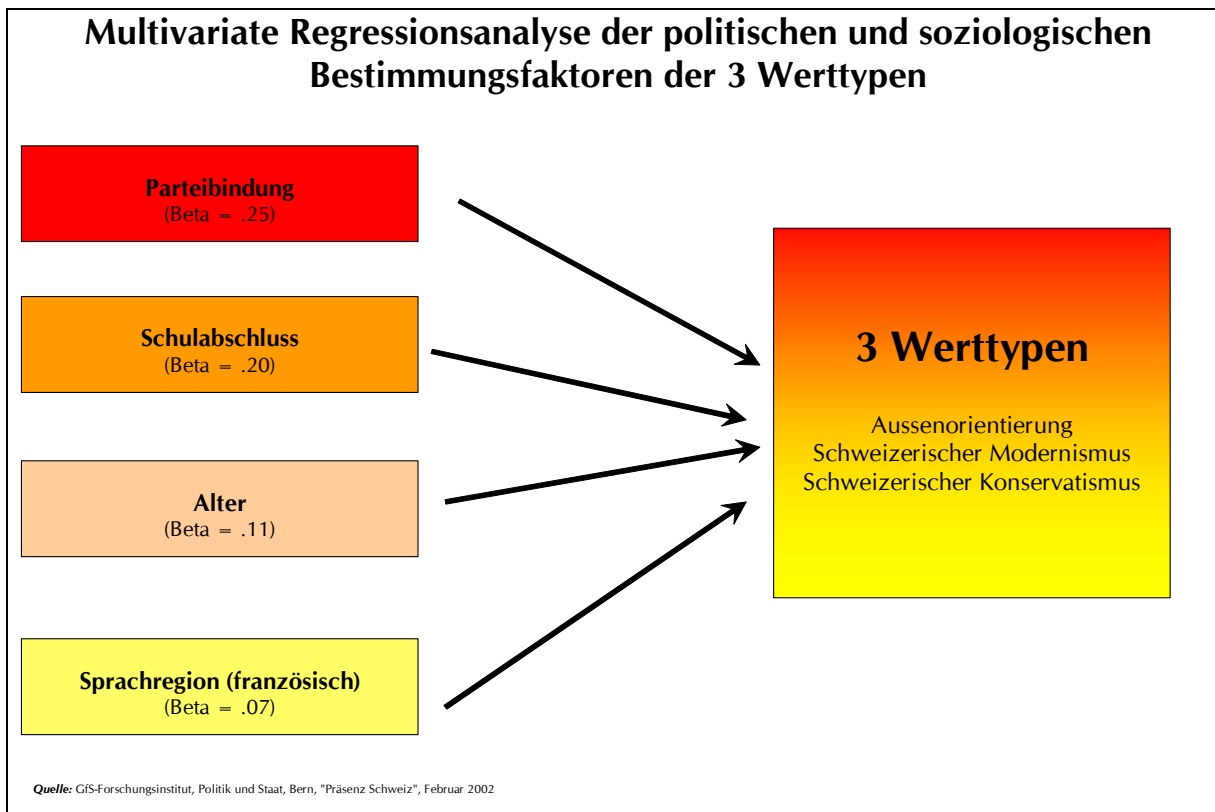 Multivariate Regressionsanalyse der politischen und soziologischen
Bestimmungsfaktoren der 3 Werttypen
Parteibindung
(Beta = .25)
Schulabschluss
(Beta = .20)
3 Werttypen
Aussenorientierung
Schweizerischer Modernismus
Schweizerischer Konservatismus
Alter
(Beta = .11)
Sprachregion (französisch)
(Beta = .07)
Quelle: GfS-Forschungsinstitut, Politik und Staat, Bern, "Präsenz Schweiz", Februar 2002